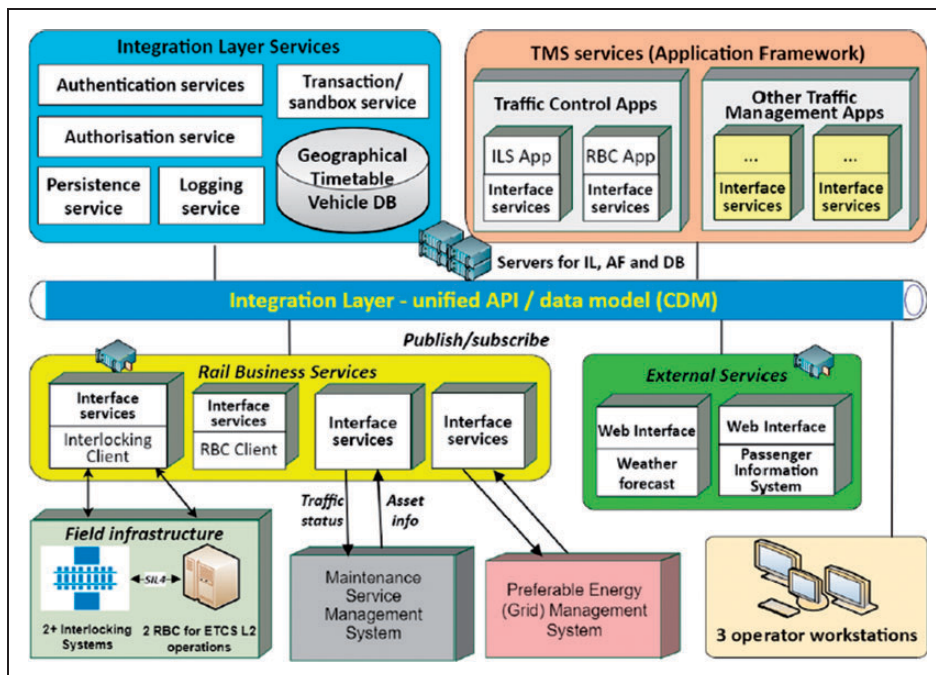 Integration Layer Services
Authentication services
Transaction/
sandbox service
Authorisation service
Persistence
service
Logging
service
Geographical
Timetable
Vehicle DB
TMS services (Application Framework)
Traffic Control Apps
ILS App
Interface
services
RBC App
Interface
services
Other Traffic
Management Apps
...
Interface
services
...
Interface
services
Servers for IL, AF and DB
Integration Layer - unified API / data model (CDM)
Publish/subscribe
Rail Business Services
Interface
services
Interlocking
Client
Interface
services
RBC Client
Interface
services
Interface
services
External Services
Web Interface
Weather
forecast
Web Interface
Passenger
Information
System
Traffic
status
Asset
info
Field infrastructure
SIL4
2+ Interlocking
Systems
2 RBC for ETCS L2
operations
Maintenance
Service
Management
System
Preferable Energy
(Grid) Management
System
3 operator workstations